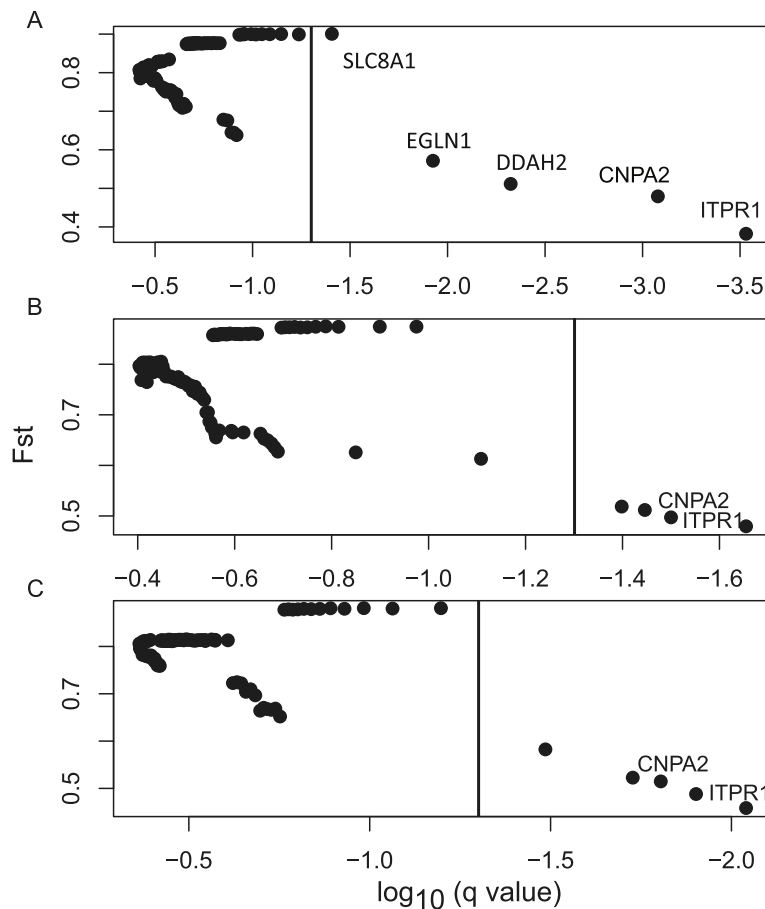 A
0.8
0.6
0.4
SLC8A1
EGLN1
DDAH2
CNPA2
ITPR1
−0.5 −1.0 −1.5 −2.0 −2.5 −3.0 −3.5
B
Fst
0.7
0.5
CNPA2
ITPR1
−0.4 −0.6 −0.8 −1.0 −1.2 −1.4 −1.6
C
0.7
0.5
CNPA2
ITPR1
−0.5 −1.0 −1.5 −2.0
log10 (q value)